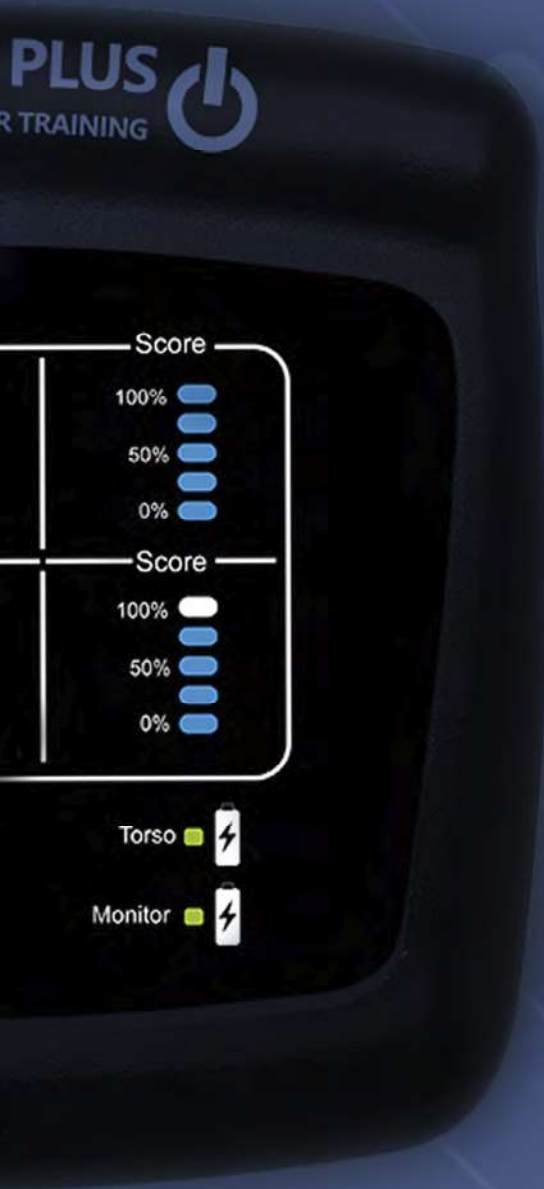 PLUS
R TRAINING
Score
100%
50%
0%
Score
100%
50%
0%
Torso
Monitor